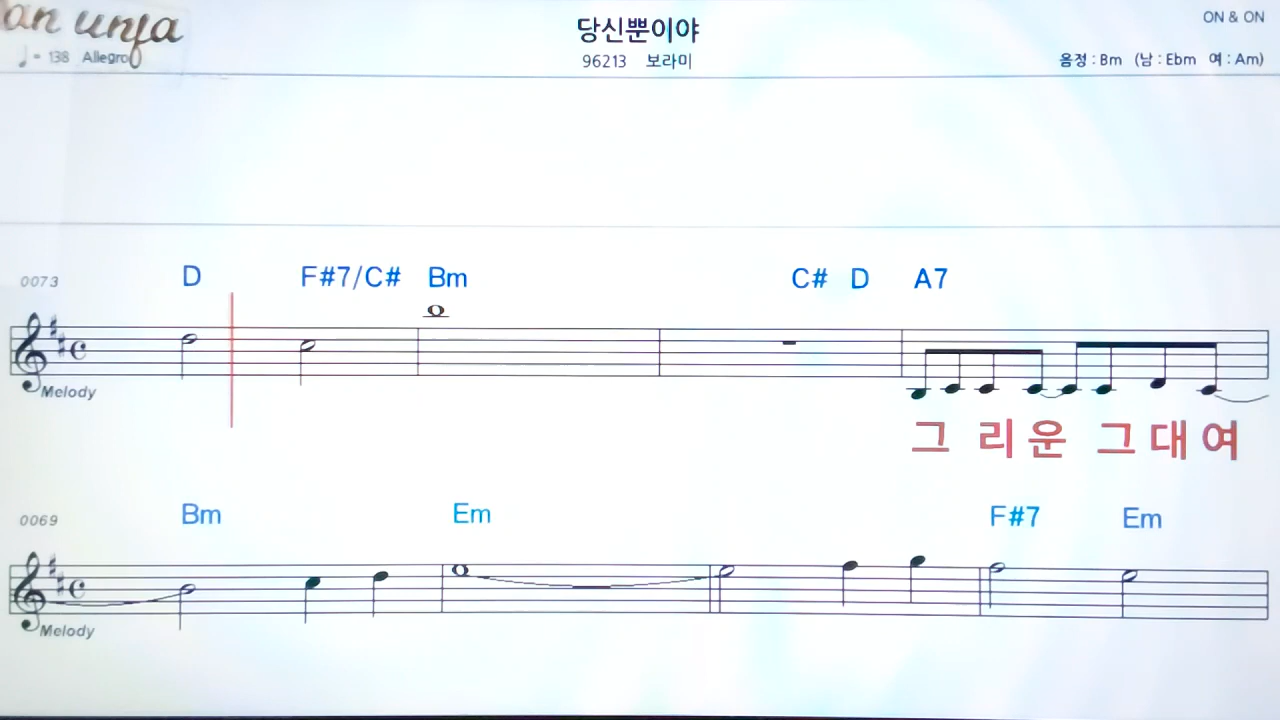 an unfa
ON & ON
당신뿐이야
♩= 138 Allegro
96213 보라미
음정 : Bm (남 : Ebm 여 : Am)
0073
D F#7/C# Bm C# D A7
Melody
그 리 운 그 대 여
0069
Bm Em F#7 Em
Melody